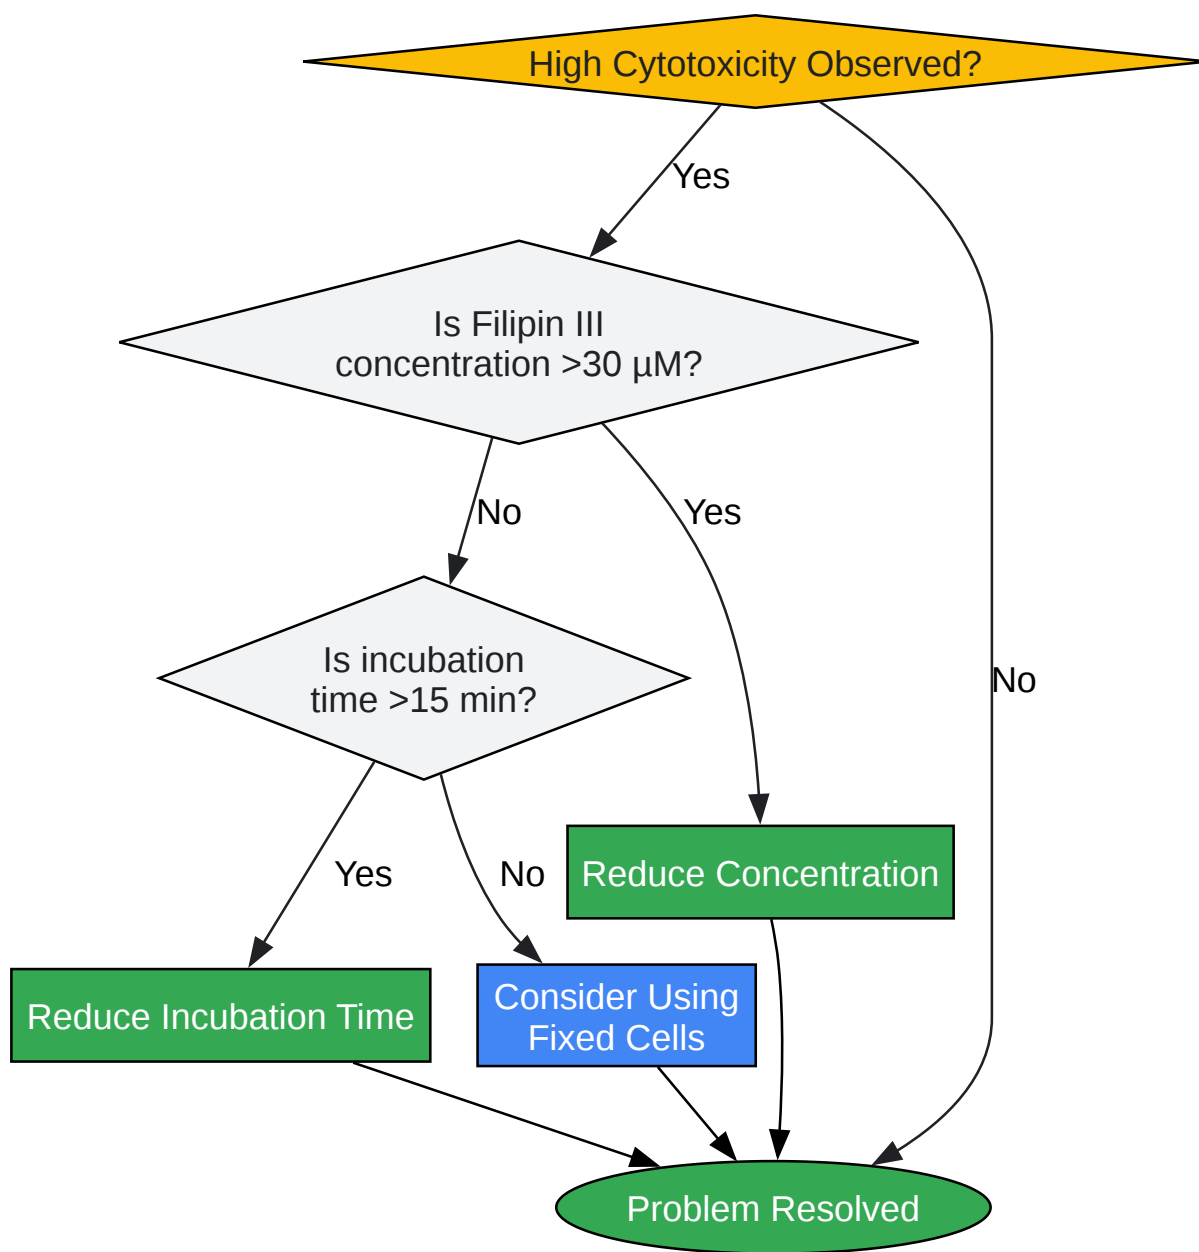 High Cytotoxicity Observed?
Yes
Is Filipin III
concentration >30 µM?
No
Yes
Is incubation
time >15 min?
No
Yes
No
Reduce Concentration
Reduce Incubation Time
Consider Using
Fixed Cells
Problem Resolved